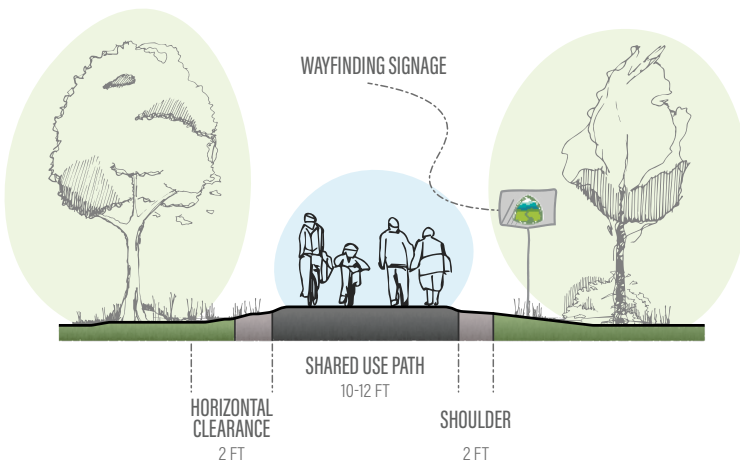 WAYFINDING SIGNAGE
SHARED USE PATH
10-12 FT
HORIZONTAL
CLEARANCE
2 FT
SHOULDER
2 FT